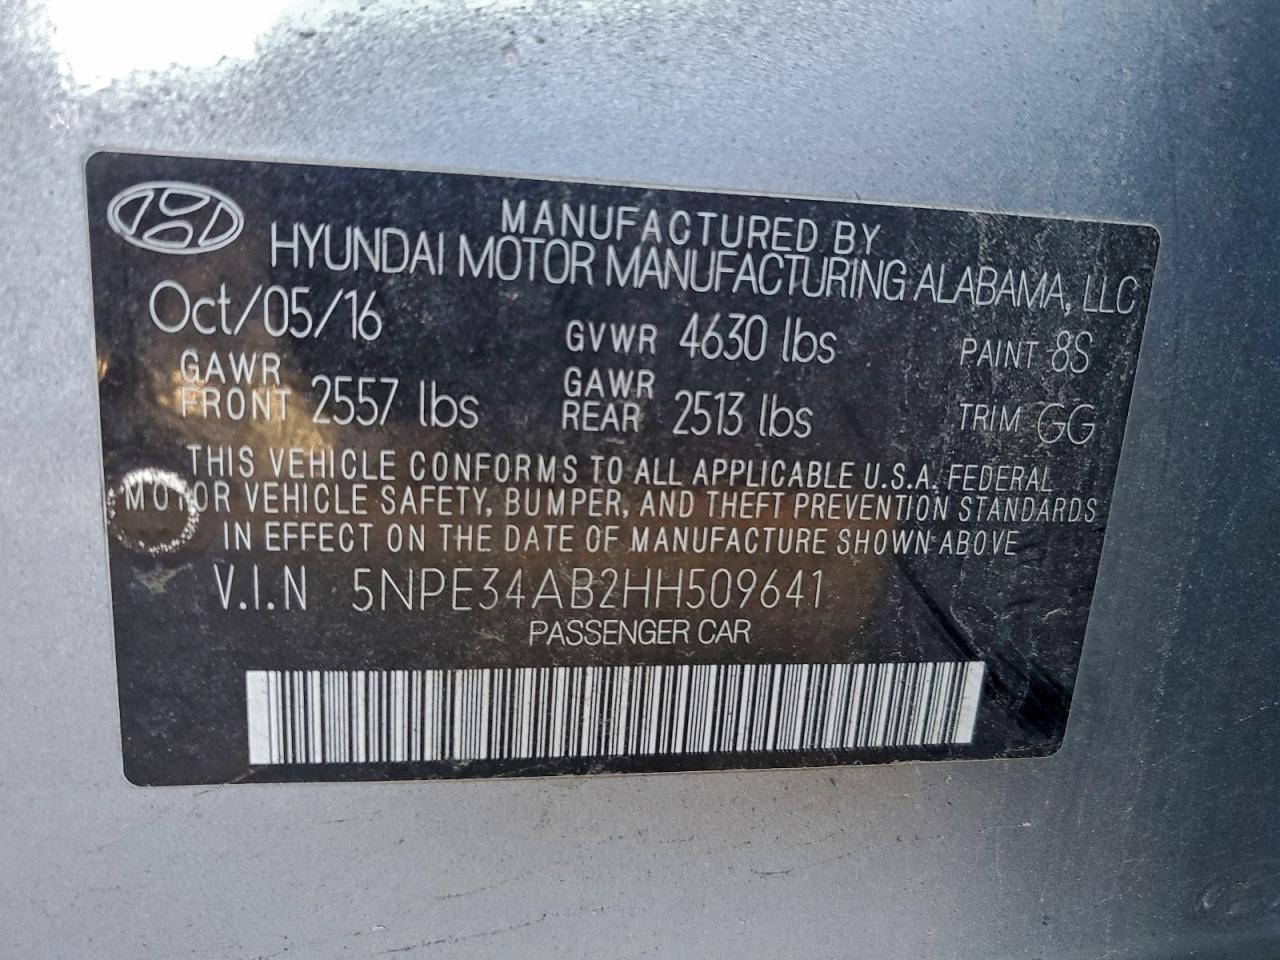 MANUFACTURED BY
HYUNDAI MOTOR MANUFACTURING ALABAMA, LLC
Oct/05/16 GVWR 4630 lbs PAINT 8S
GAWR FRONT 2557 lbs GAWR REAR 2513 lbs TRIM GG
THIS VEHICLE CONFORMS TO ALL APPLICABLE U.S.A. FEDERAL
MOTOR VEHICLE SAFETY, BUMPER, AND THEFT PREVENTION STANDARDS
IN EFFECT ON THE DATE OF MANUFACTURE SHOWN ABOVE
V.I.N 5NPE34AB2HH509641
PASSENGER CAR